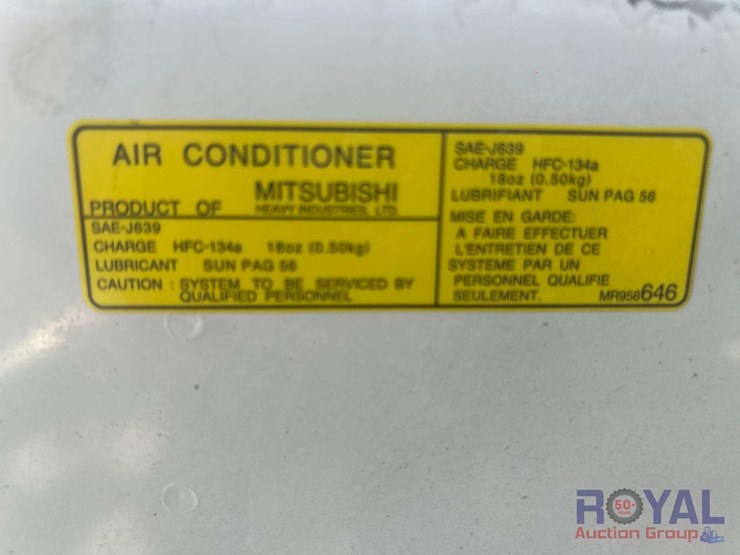 AIR CONDITIONER
PRODUCT OF MITSUBISHI
HEAVY INDUSTRIES, LTD.
SAE-J639
CHARGE HFC-134a 18oz (0.50kg)
LUBRICANT SUN PAG 56
CAUTION : SYSTEM TO BE SERVICED BY
QUALIFIED PERSONNEL
SAE-J639
CHARGE HFC-134a
18oz (0.50kg)
LUBRIFIANT SUN PAG 56
MISE EN GARDE:
A FAIRE EFFECTUER
L'ENTRETIEN DE CE
SYSTEME PAR UN
PERSONNEL QUALIFIE
SEULEMENT. MR958646
ROYAL
50+
Auction Group